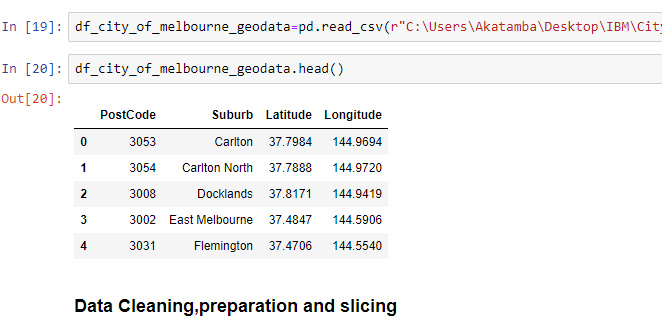 In [19]: df_city_of_melbourne_geodata=pd.read_csv(r"C:\Users\Akatamba\Desktop\IBM\City
In [20]: df_city_of_melbourne_geodata.head()
Out[20]:
PostCode Suburb Latitude Longitude
0 3053 Carlton 37.7984 144.9694
1 3054 Carlton North 37.7888 144.9720
2 3008 Docklands 37.8171 144.9419
3 3002 East Melbourne 37.4847 144.5906
4 3031 Flemington 37.4706 144.5540
Data Cleaning,preparation and slicing